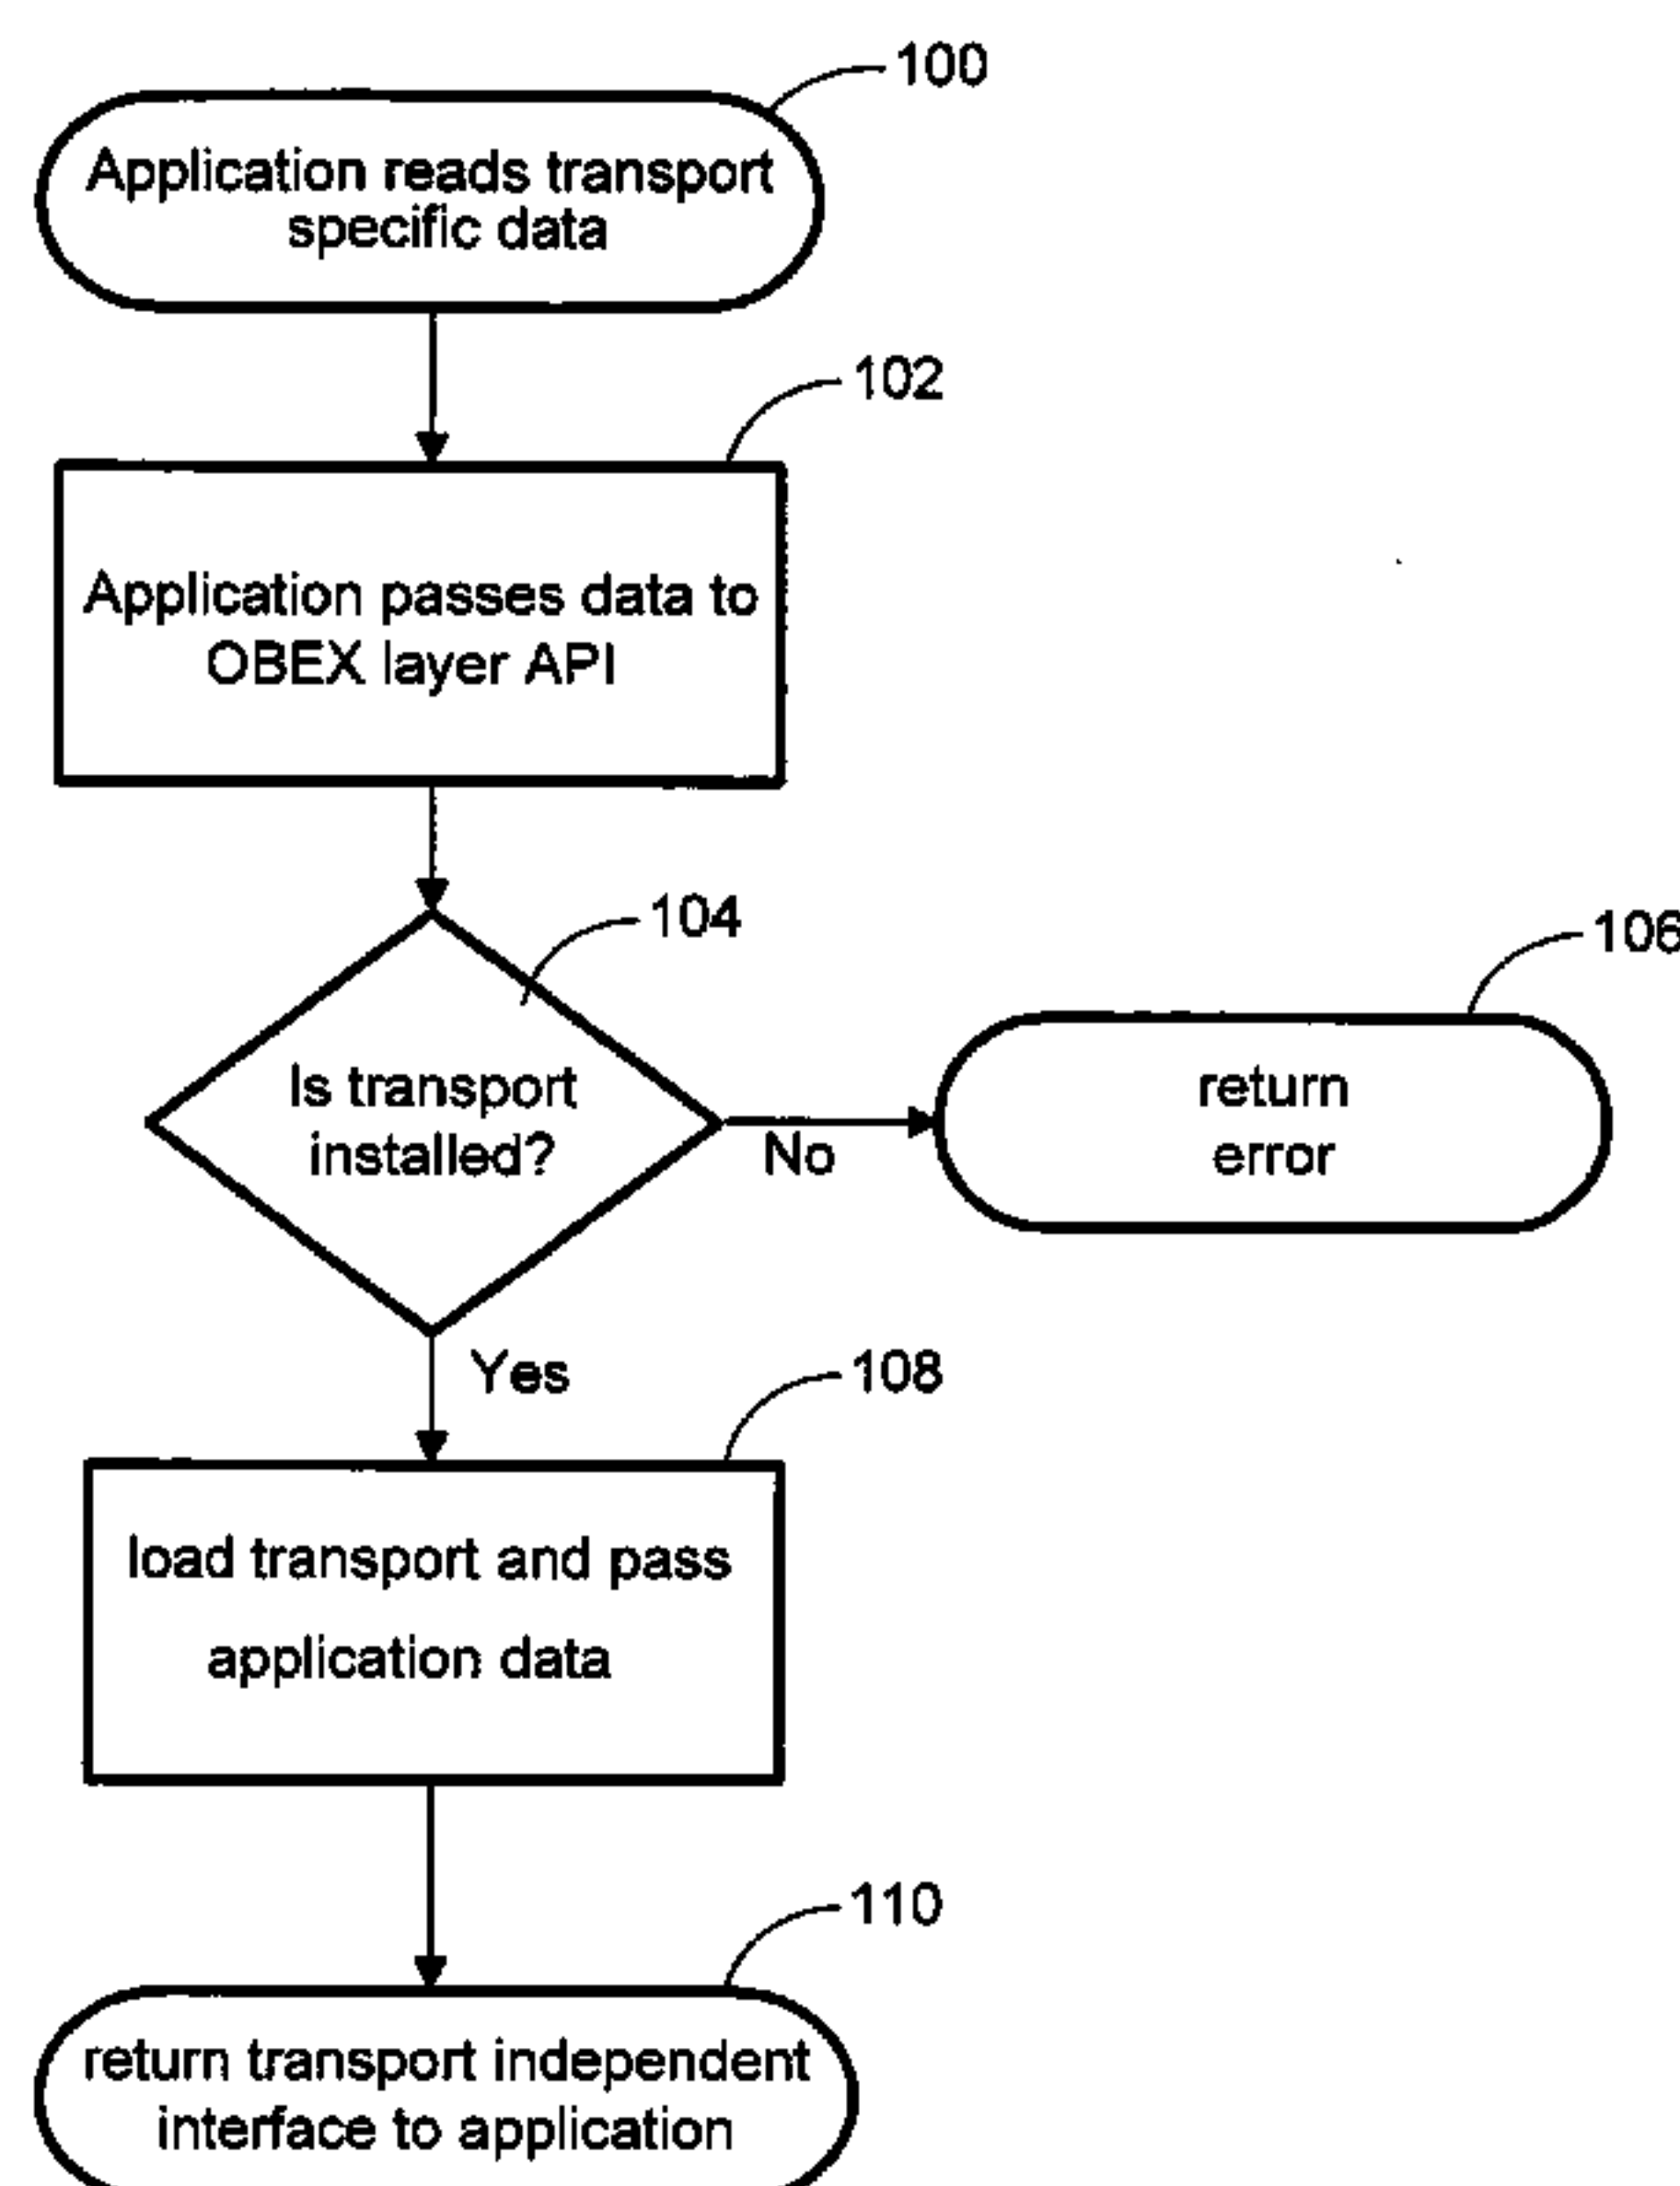 100
Application reads transport
specific data
102
Application passes data to
OBEX layer API
104
Is transport
installed?
No
106
return
error
Yes
108
load transport and pass
application data
110
return transport independent
interface to application